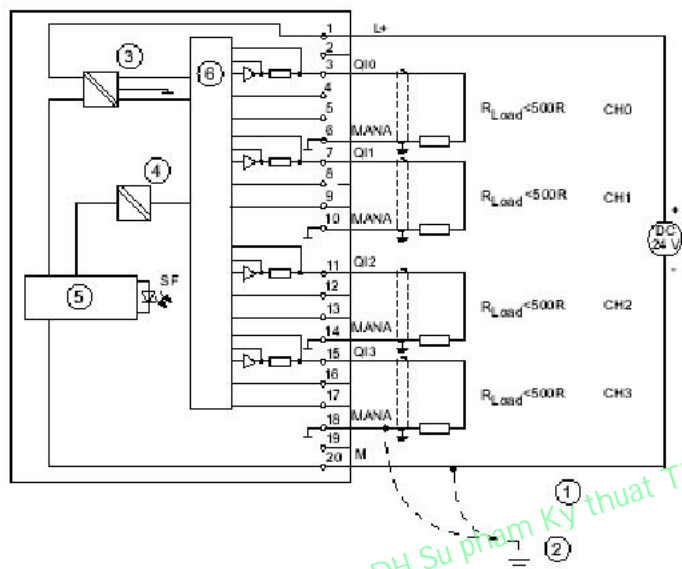 1 L+
2
3 QI0
4
5
6 MANA
7 QI1
8
9
10 MANA
11 QI2
12
13
14 MANA
15 QI3
16
17
18 MANA
19
20 M
③
④
⑤
⑥
SF
RLoad<500R CH0
RLoad<500R CH1
RLoad<500R CH2
RLoad<500R CH3
+
DC
24 V
-
①
②
DH Su pham Ky thuat T